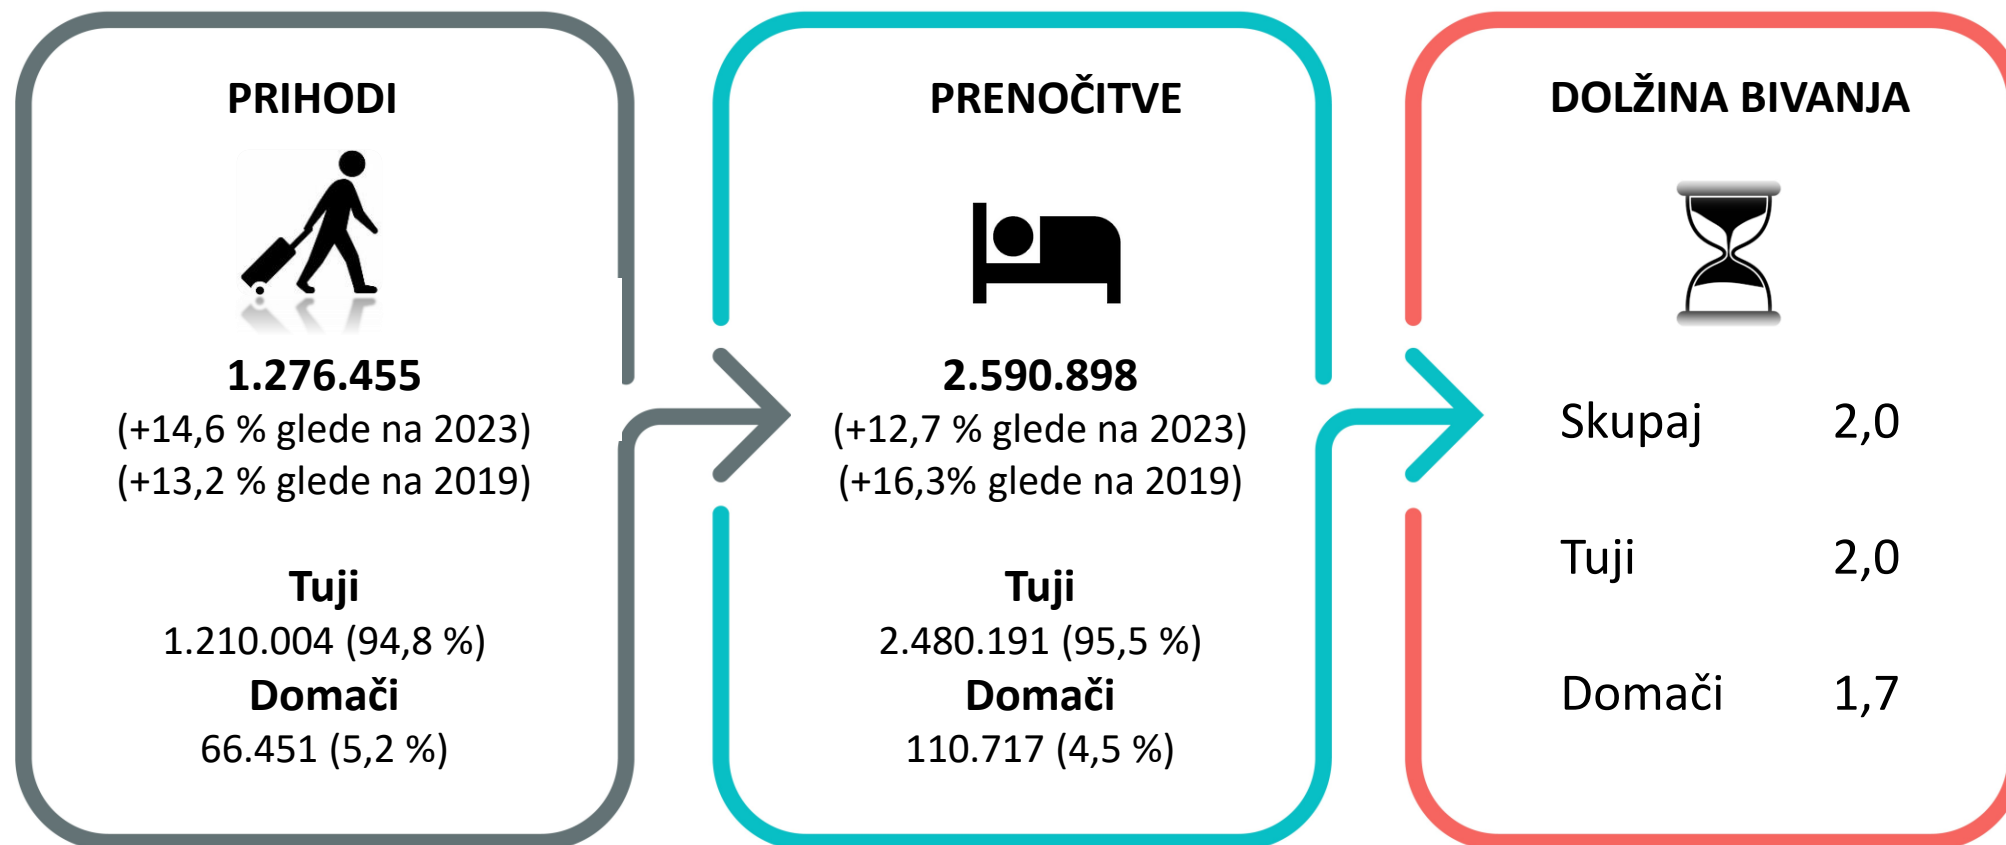 PRIHODI
1.276.455
(+14,6 % glede na 2023)
(+13,2 % glede na 2019)
Tuji
1.210.004 (94,8 %)
Domači
66.451 (5,2 %)
PRENOČITVE
2.590.898
(+12,7 % glede na 2023)
(+16,3% glede na 2019)
Tuji
2.480.191 (95,5 %)
Domači
110.717 (4,5 %)
DOLŽINA BIVANJA
Skupaj 2,0
Tuji 2,0
Domači 1,7